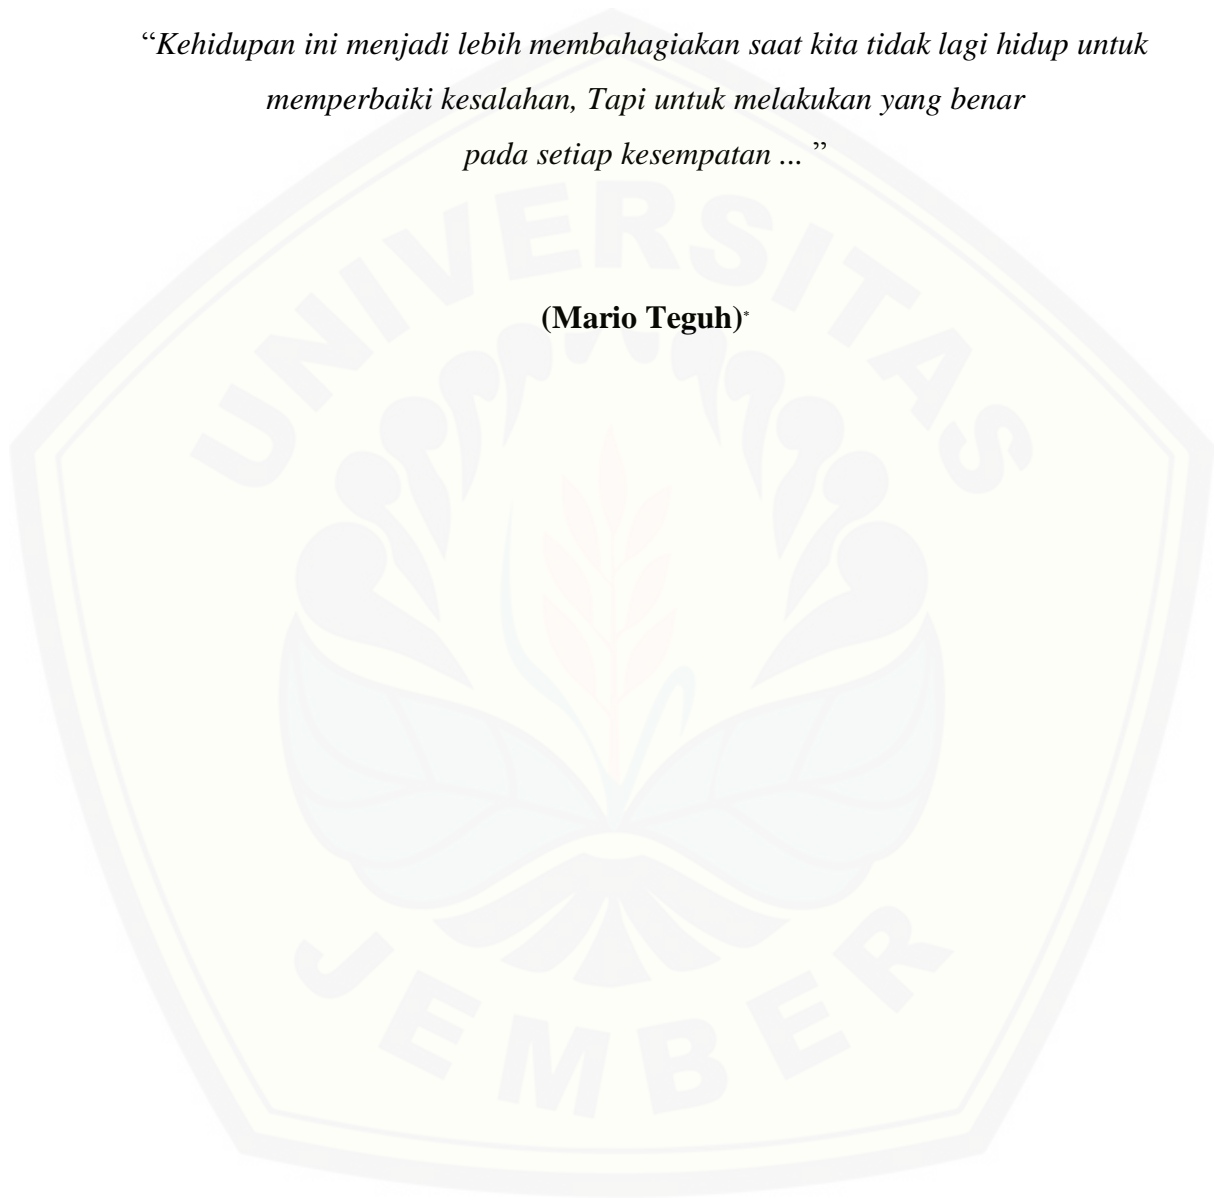 “Kehidupan ini menjadi lebih membahagiakan saat kita tidak lagi hidup untuk
memperbaiki kesalahan, Tapi untuk melakukan yang benar
pada setiap kesempatan ... ”
UNIVERSITAS
(Mario Teguh)*
JEMBER